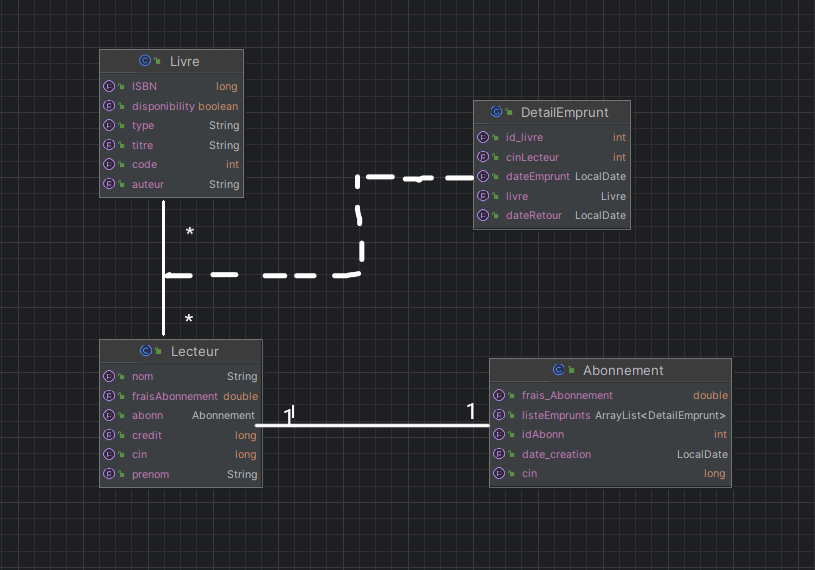 Livre
ISBN long
disponibility boolean
type String
titre String
code int
auteur String
DetailEmprunt
id_livre int
cinLecteur int
dateEmprunt LocalDate
livre Livre
dateRetour LocalDate
*
*
Lecteur
nom String
fraisAbonnement double
abonn Abonnement
credit long
cin long
prenom String
1
1
Abonnement
frais_Abonnement double
listeEmprunts ArrayList<DetailEmprunt>
idAbonn int
date_creation LocalDate
cin long